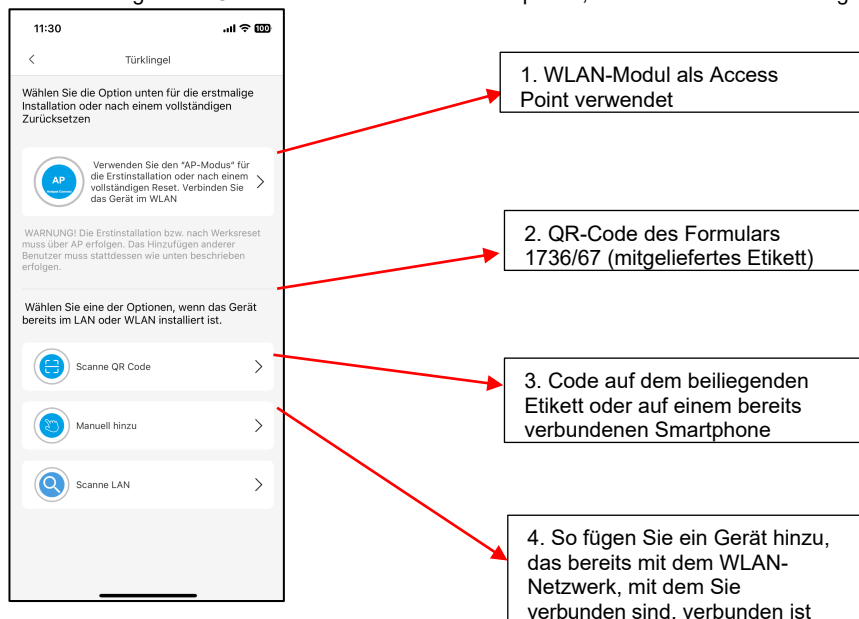 11:30
100
Türklingel
Wählen Sie die Option unten für die erstmalige
Installation oder nach einem vollständigen
Zurücksetzen
AP
Verwenden Sie den "AP-Modus" für
die Erstinstallation oder nach einem
vollständigen Reset. Verbinden Sie
das Gerät im WLAN
WARNUNG! Die Erstinstallation bzw. nach Werksreset
muss über AP erfolgen. Das Hinzufügen anderer
Benutzer muss stattdessen wie unten beschrieben
erfolgen.
Wählen Sie eine der Optionen, wenn das Gerät
bereits im LAN oder WLAN installiert ist.
Scanne QR Code
Manuell hinzu
Scanne LAN
1. WLAN-Modul als Access
Point verwendet
2. QR-Code des Formulars
1736/67 (mitgeliefertes Etikett)
3. Code auf dem beiliegenden
Etikett oder auf einem bereits
verbundenen Smartphone
4. So fügen Sie ein Gerät hinzu,
das bereits mit dem WLAN-
Netzwerk, mit dem Sie
verbunden sind, verbunden ist